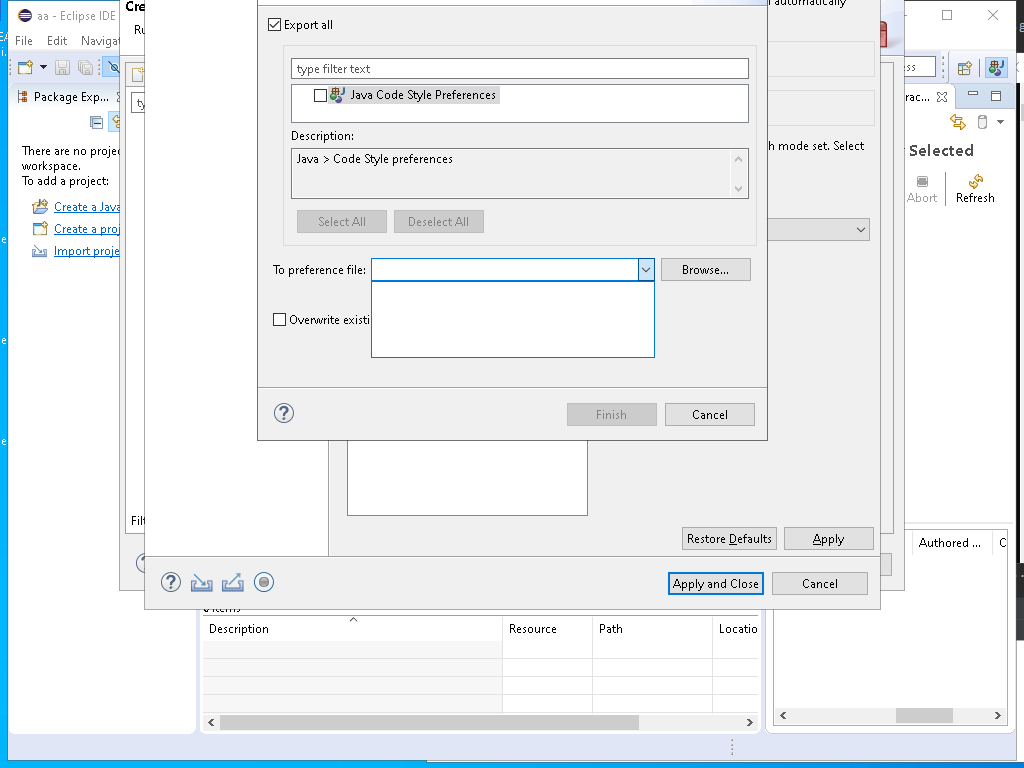 aa - Eclipse IDE
Cre
automatically
Ru
File
Edit
Navigat
Export all
type filter text
ss
Java Code Style Preferences
Package Exp...
ty
rac...
Description:
There are no proje
workspace.
To add a project:
Java > Code Style preferences
h mode set. Select
Selected
Abort
Refresh
Create a Java
Create a proj
Import proje
Select All
Deselect All
To preference file:
Browse...
Overwrite existi
Finish
Cancel
Filt
Restore Defaults
Apply
Authored ...
C
Apply and Close
Cancel
Description
Resource
Path
Locatio